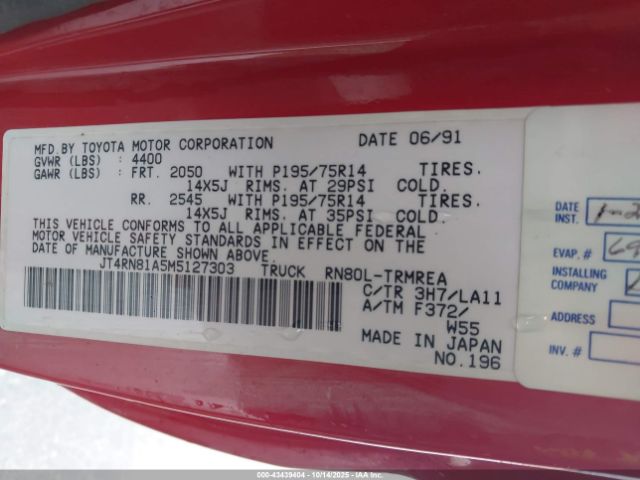 MFD.BY TOYOTA MOTOR CORPORATION DATE 06/91
GVWR (LBS) : 4400
GAWR (LBS) : FRT. 2050 WITH P195/75R14 TIRES.
14X5J RIMS. AT 29PSI COLD.
RR. 2545 WITH P195/75R14 TIRES.
14X5J RIMS. AT 35PSI COLD.
THIS VEHICLE CONFORMS TO ALL APPLICABLE FEDERAL
MOTOR VEHICLE SAFETY STANDARDS IN EFFECT ON THE
DATE OF MANUFACTURE SHOWN ABOVE.
JT4RN81A5M5127303 TRUCK RN80L-TRMREA
C/TR 3H7/LA11
A/TM F372/
W55
MADE IN JAPAN
NO.196
DATE
INST.
EVAP. #
INSTALLING
COMPANY
ADDRESS
INV. #
000-43439404 | 10/14/2025 | IAAI.COM